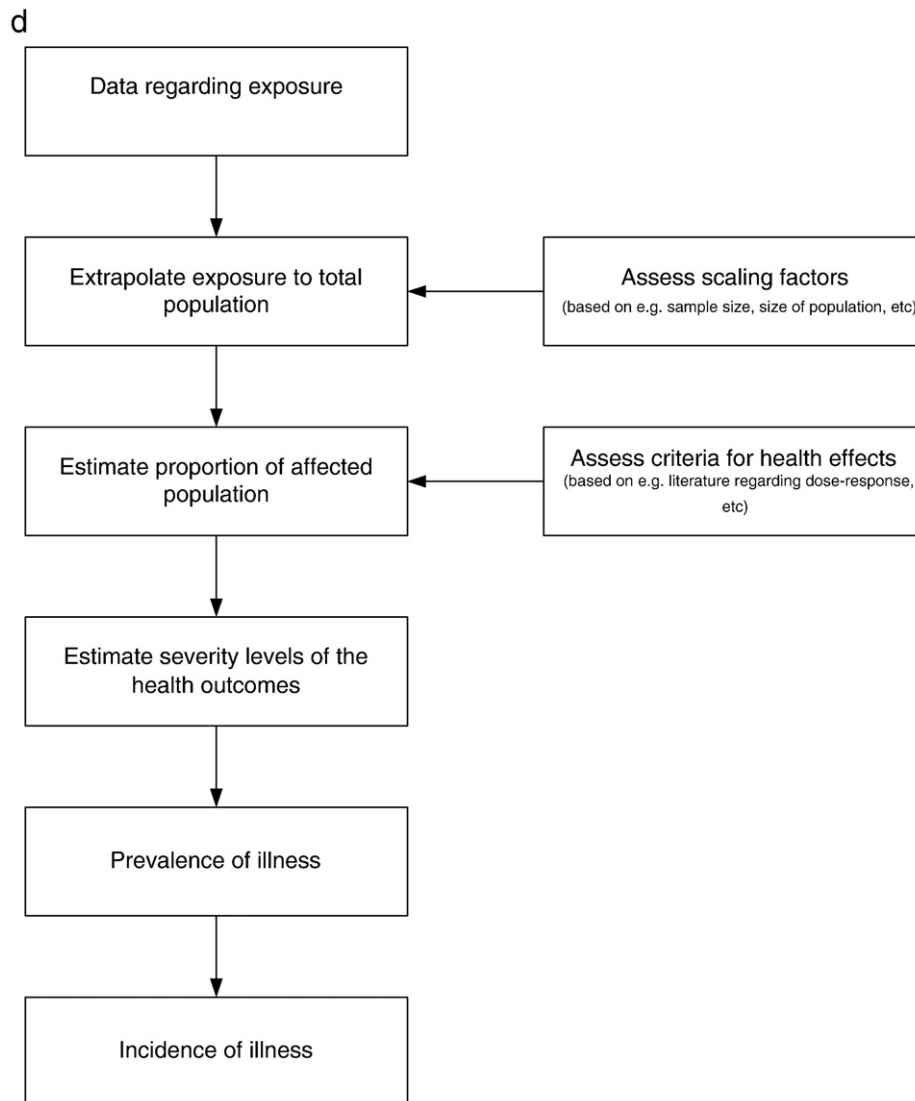 d
Data regarding exposure
Extrapolate exposure to total
population
Assess scaling factors
(based on e.g. sample size, size of population, etc)
Estimate proportion of affected
population
Assess criteria for health effects
(based on e.g. literature regarding dose-response,
etc)
Estimate severity levels of the
health outcomes
Prevalence of illness
Incidence of illness